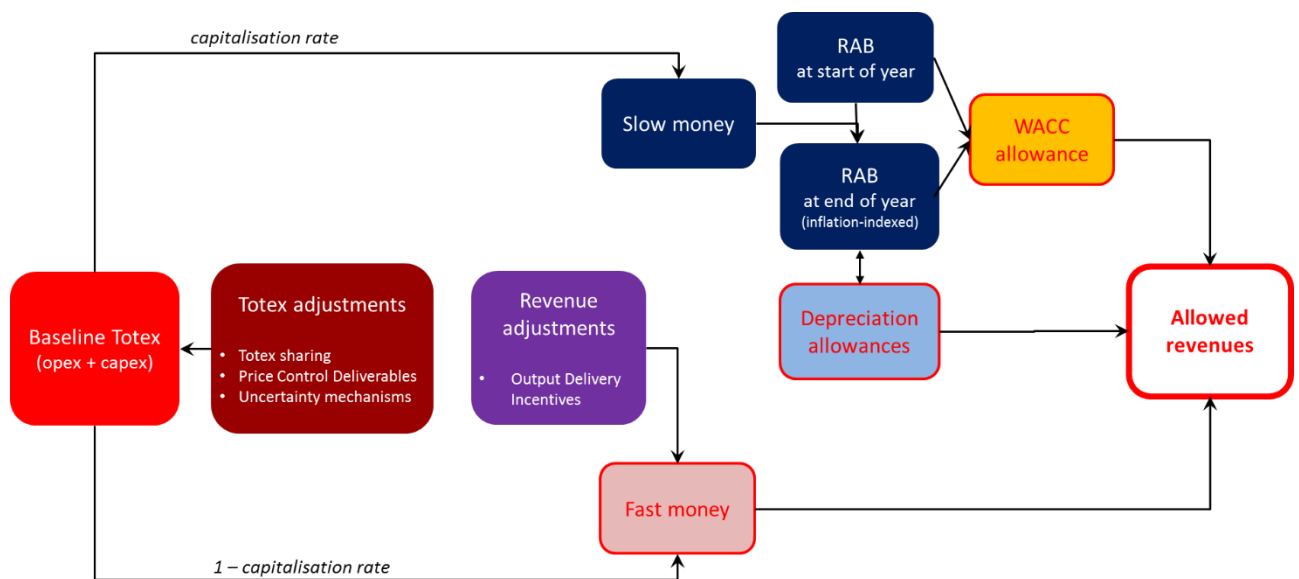 capitalisation rate
RAB
at start of year
Slow money
WACC
allowance
RAB
at end of year
(inflation-indexed)
Baseline Totex
(opex + capex)
Totex adjustments
• Totex sharing
• Price Control Deliverables
• Uncertainty mechanisms
Revenue
adjustments
• Output Delivery
Incentives
Depreciation
allowances
Allowed
revenues
Fast money
1 – capitalisation rate